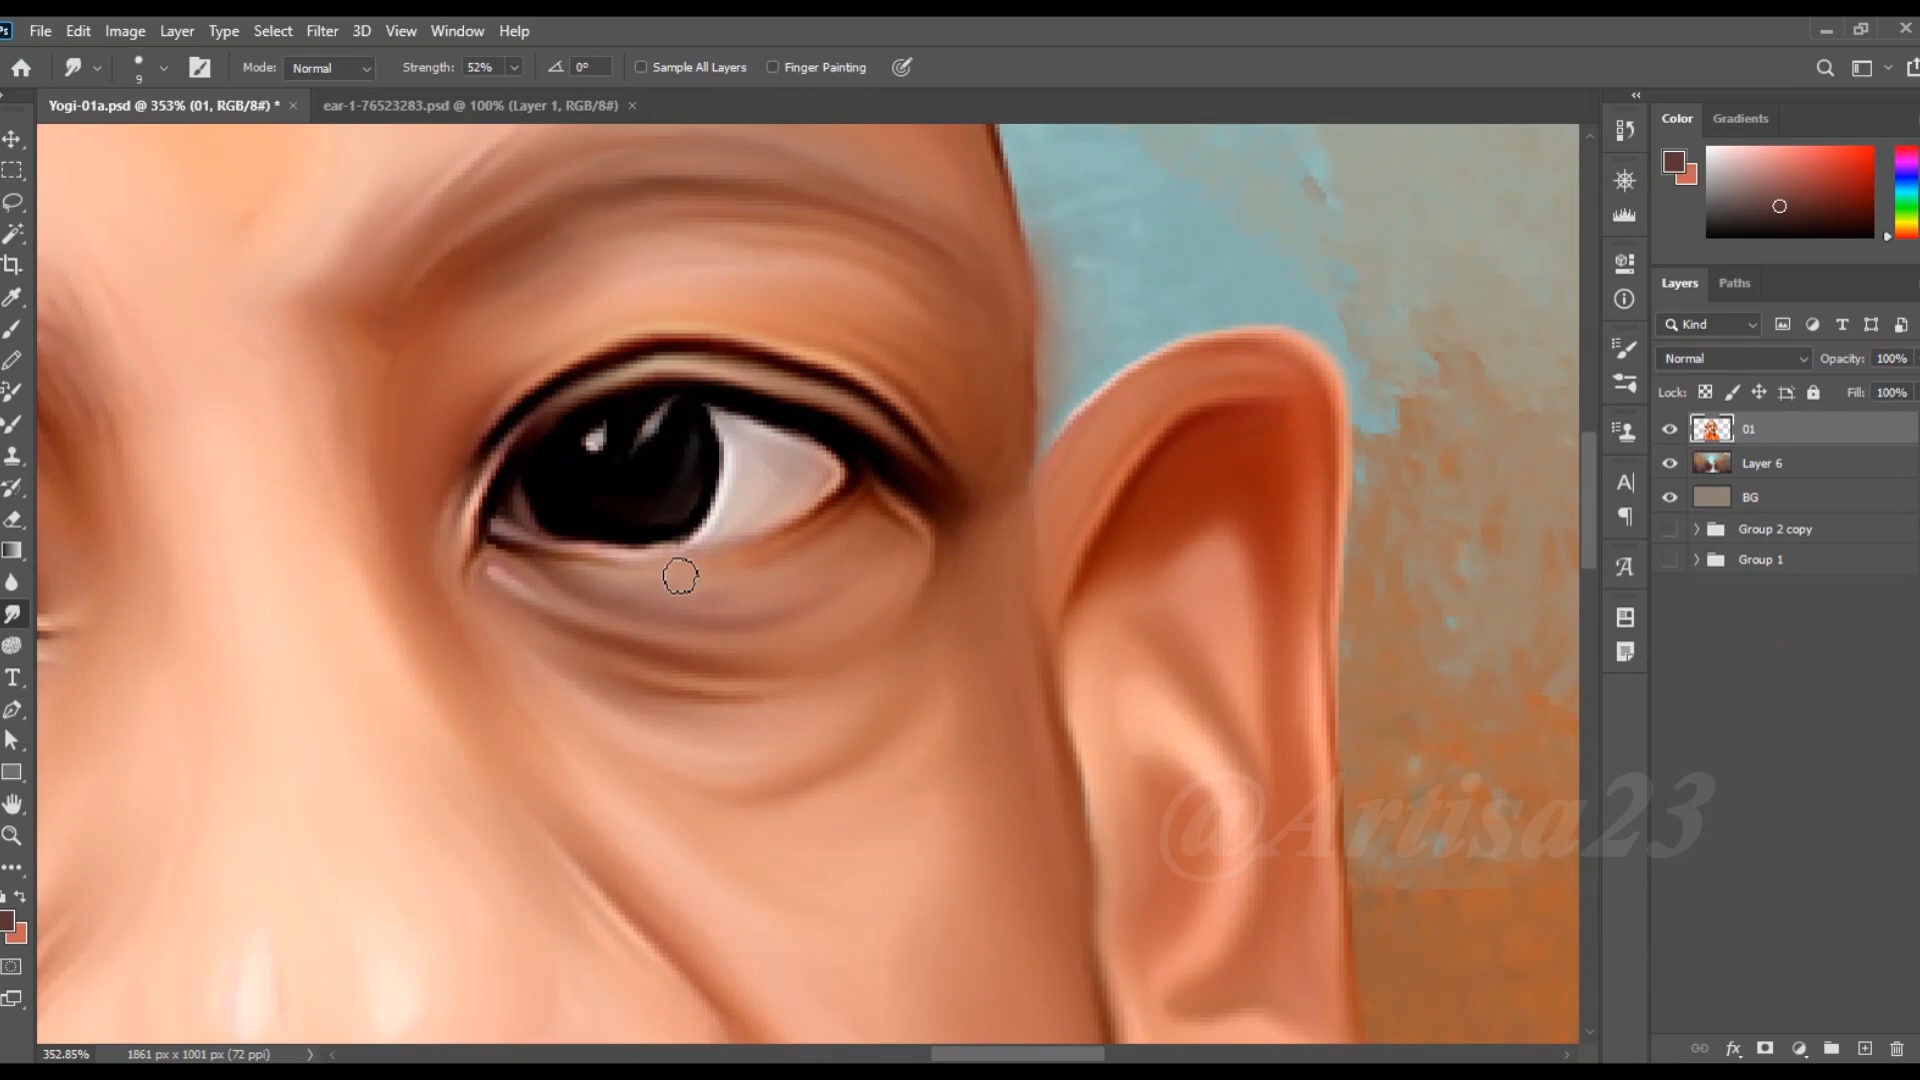 Ps File Edit Image Layer Type Select Filter 3D View Window Help
9 Mode: Normal Strength: 52% 0° Sample All Layers Finger Painting
Yogi-01a.psd @ 353% (01, RGB/8#) * × ear-1-76523283.psd @ 100% (Layer 1, RGB/8#) ×
Color Gradients
Layers Paths
Kind
Normal Opacity: 100%
Lock: Fill: 100%
01
Layer 6
BG
Group 2 copy
Group 1
@Artisa23
352.85% 1861 px x 1001 px (72 ppi)